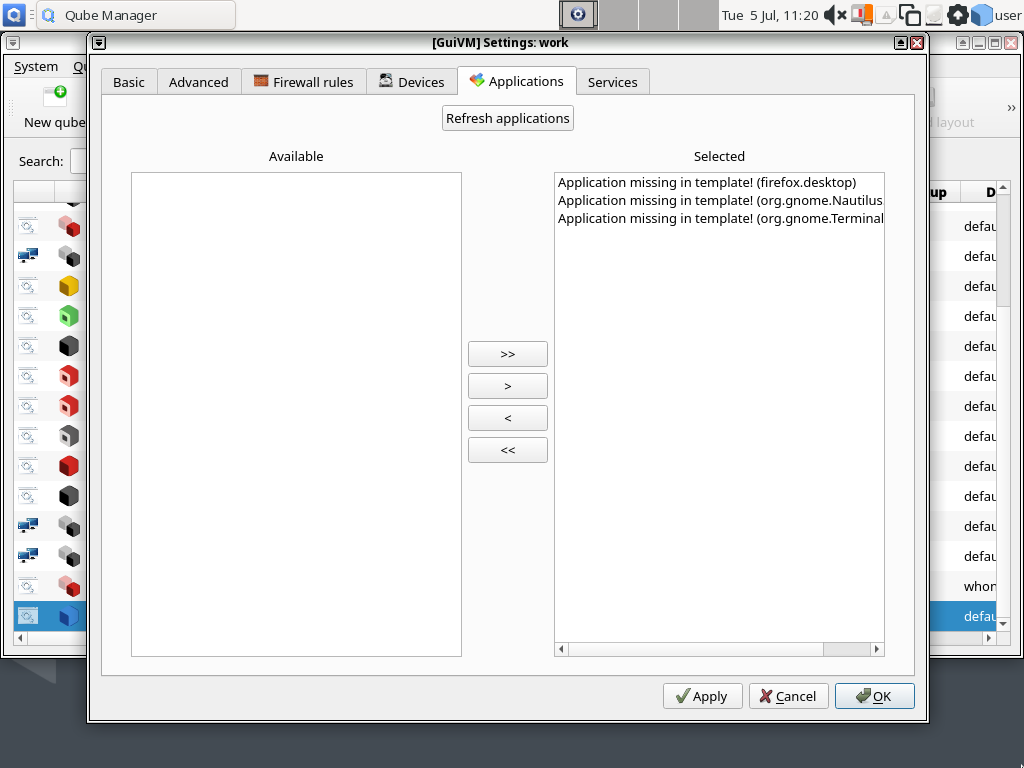 Qube Manager
Tue 5 Jul, 11:20
user
[GuiVM] Settings: work
System
Qu
New qube
layout
Search:
up
D
Basic
Advanced
Firewall rules
Devices
Applications
Services
Refresh applications
Available
Selected
Application missing in template! (firefox.desktop)
Application missing in template! (org.gnome.Nautilus.
Application missing in template! (org.gnome.Terminal
>>
>
<
<<
defau
defau
defau
defau
defau
defau
defau
defau
defau
defau
defau
defau
whon
defau
Apply
Cancel
OK